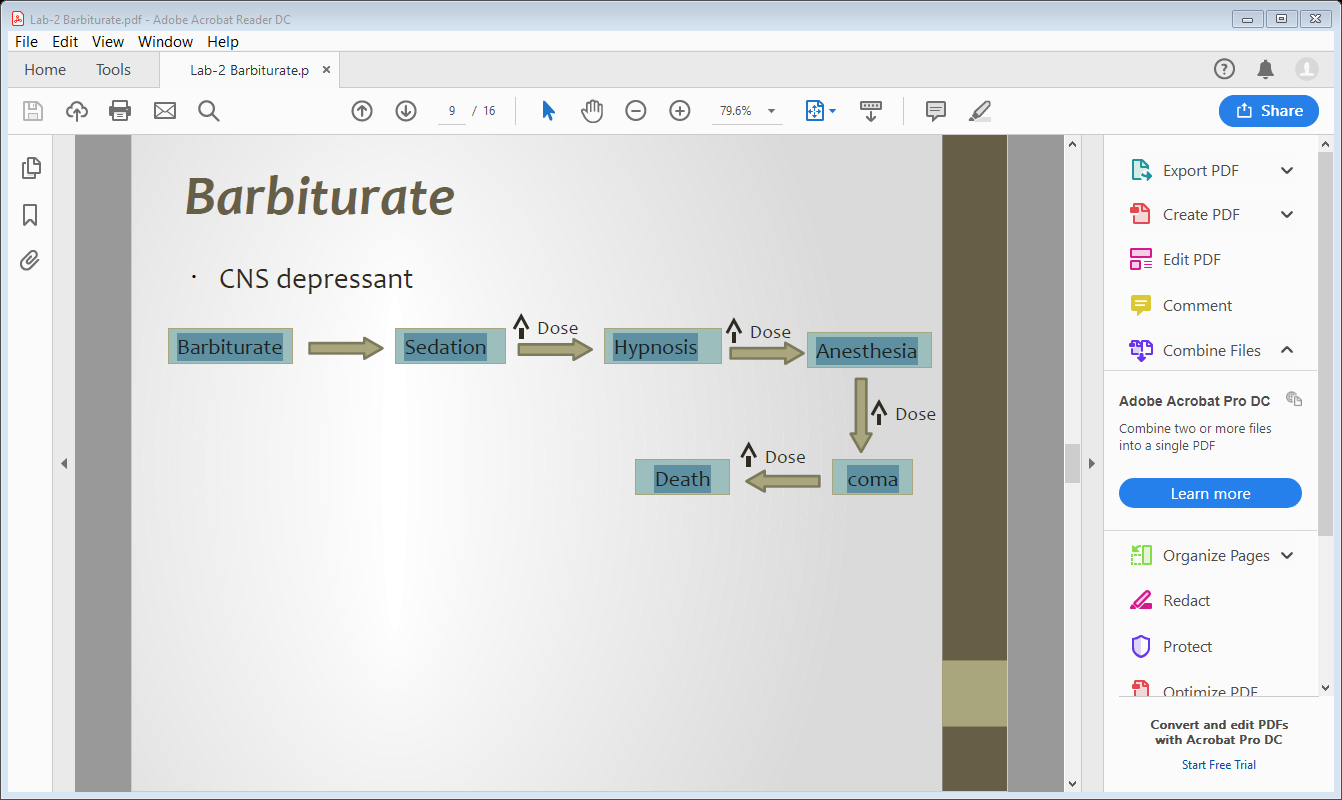 Lab-2 Barbiturate.pdf - Adobe Acrobat Reader DC
File Edit View Window Help
Home Tools Lab-2 Barbiturate.p ×
9 / 16 79.6% Share
Barbiturate
· CNS depressant
Barbiturate Sedation Dose Hypnosis Dose Anesthesia
Dose
Death Dose coma
Export PDF
Create PDF
Edit PDF
Comment
Combine Files
Adobe Acrobat Pro DC
Combine two or more files
into a single PDF
Learn more
Organize Pages
Redact
Protect
Optimize PDF
Convert and edit PDFs
with Acrobat Pro DC
Start Free Trial